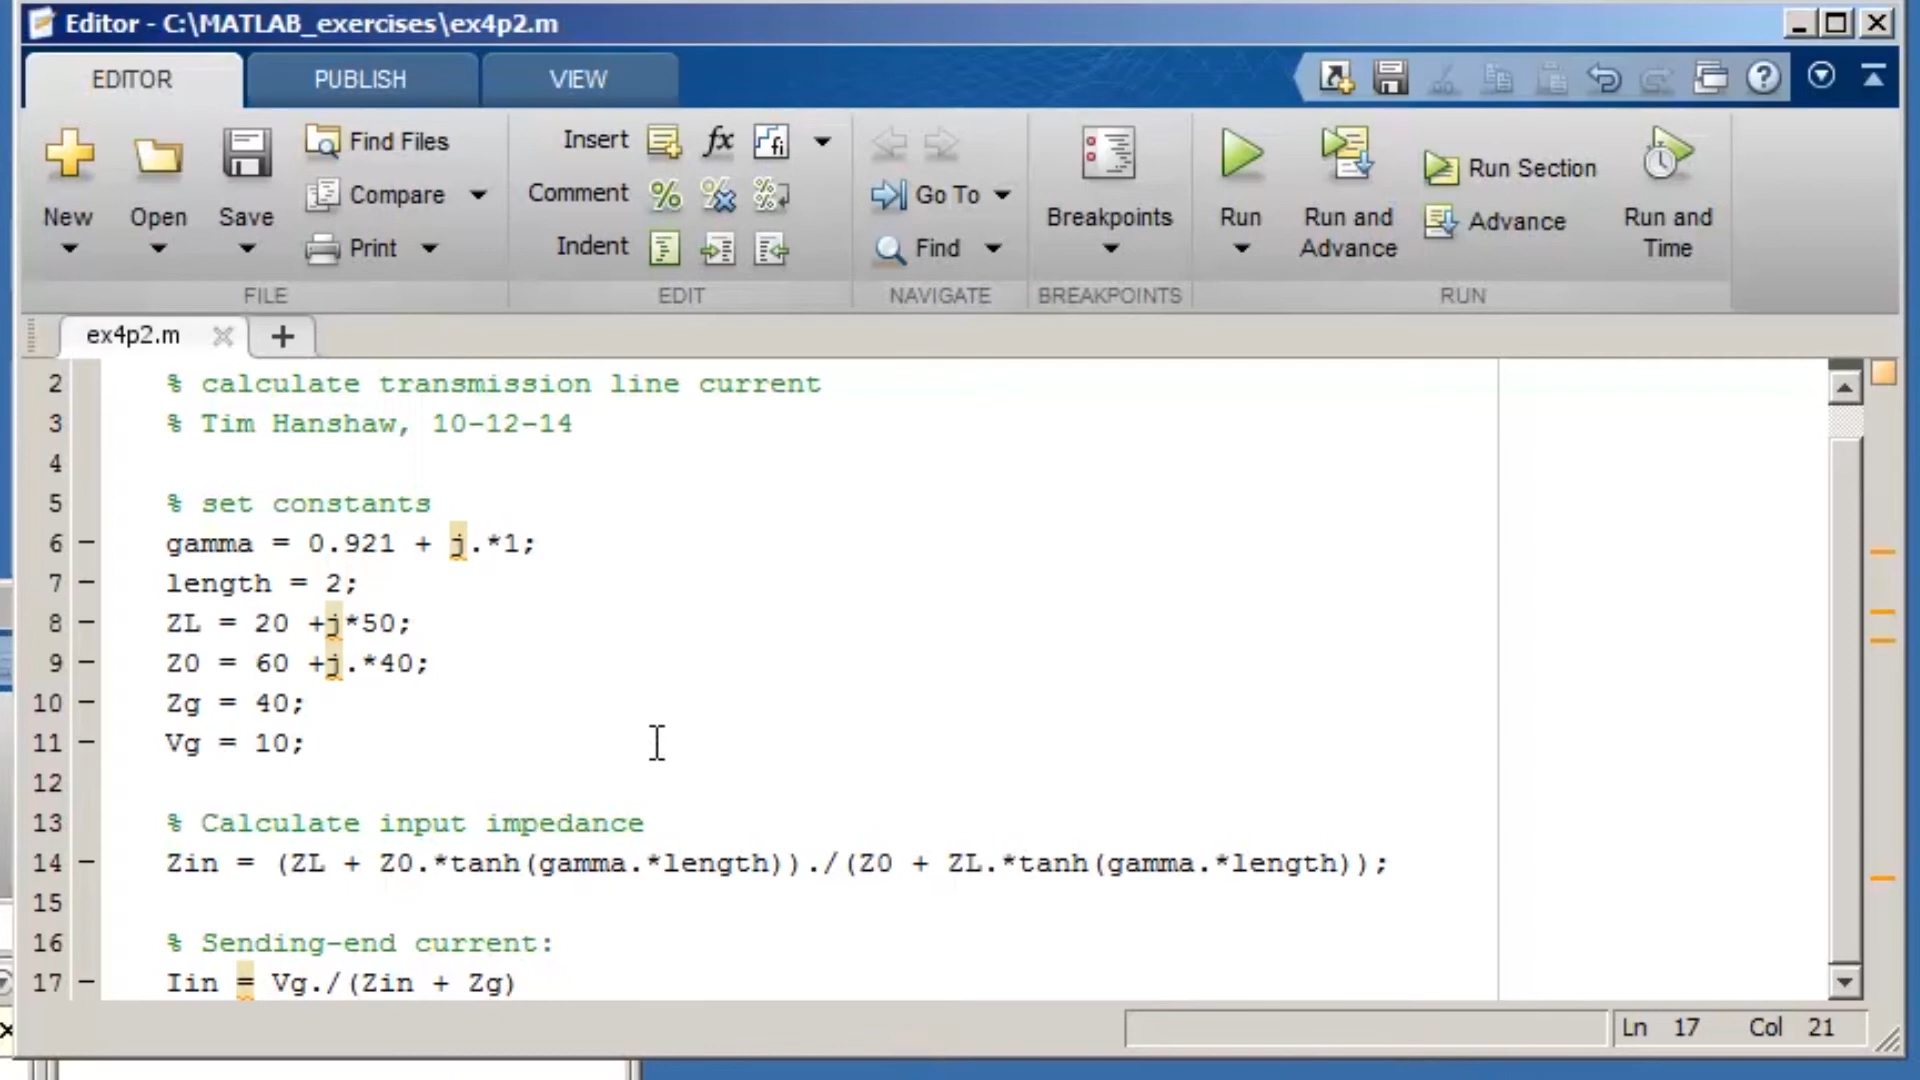 Editor - C:\MATLAB_exercises\ex4p2.m
EDITOR PUBLISH VIEW
New
Open
Save
Find Files
Compare
Print
FILE
Insert fx fi
Comment
Indent
EDIT
Go To
Find
NAVIGATE
Breakpoints
BREAKPOINTS
Run
Run and Advance
Run Section
Advance
Run and Time
RUN
ex4p2.m
2 % calculate transmission line current
3 % Tim Hanshaw, 10-12-14
4
5 % set constants
6 – gamma = 0.921 + j.*1;
7 – length = 2;
8 – ZL = 20 +j*50;
9 – Z0 = 60 +j.*40;
10 – Zg = 40;
11 – Vg = 10;
12
13 % Calculate input impedance
14 – Zin = (ZL + Z0.*tanh(gamma.*length))./(Z0 + ZL.*tanh(gamma.*length));
15
16 % Sending-end current:
17 – Iin = Vg./(Zin + Zg)
Ln 17 Col 21